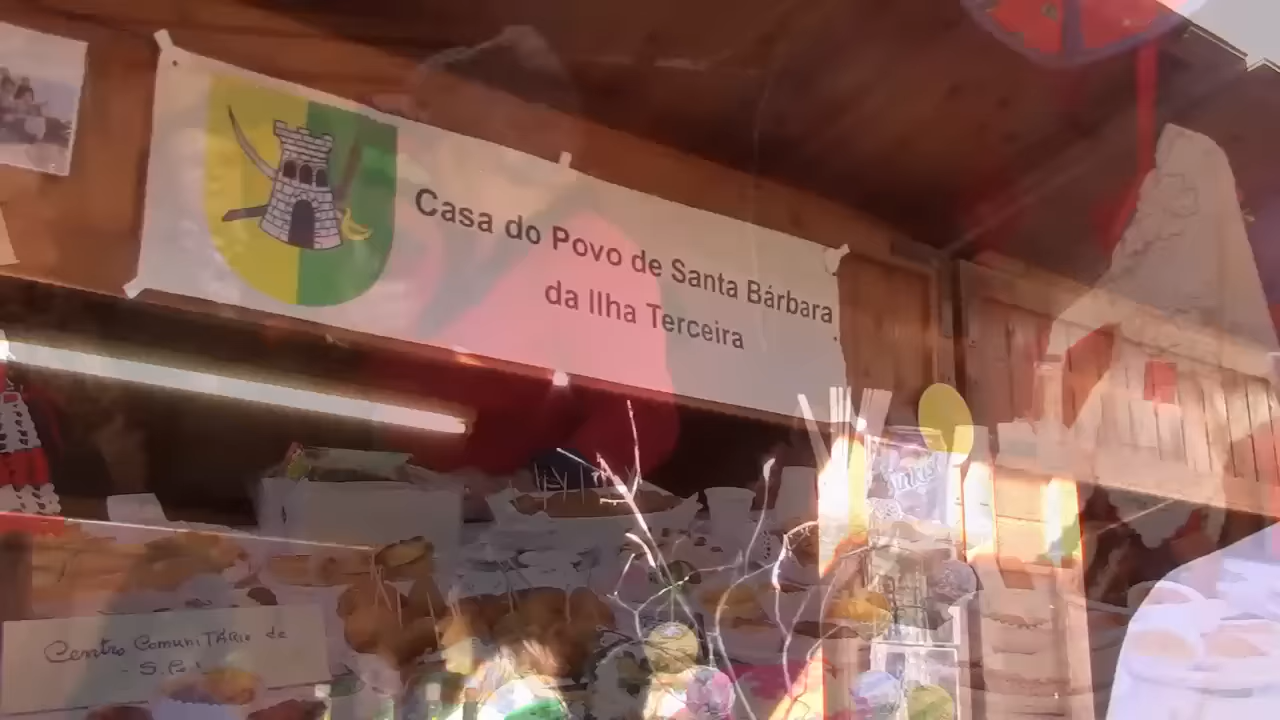 Casa do Povo de Santa Bárbara
da Ilha Terceira
Centro Comunitário de